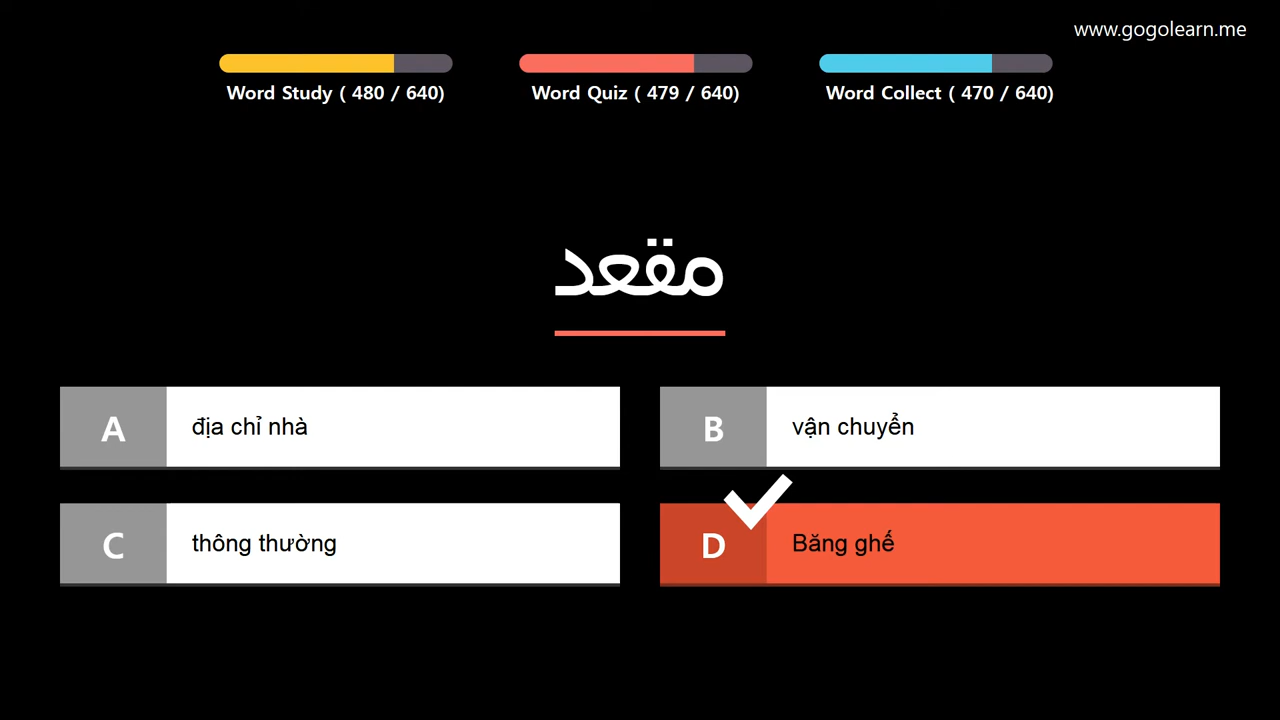 www.gogolearn.me
Word Study ( 480 / 640)
Word Quiz ( 479 / 640)
Word Collect ( 470 / 640)
مقعد
A
địa chỉ nhà
B
vận chuyển
C
thông thường
D
Băng ghế